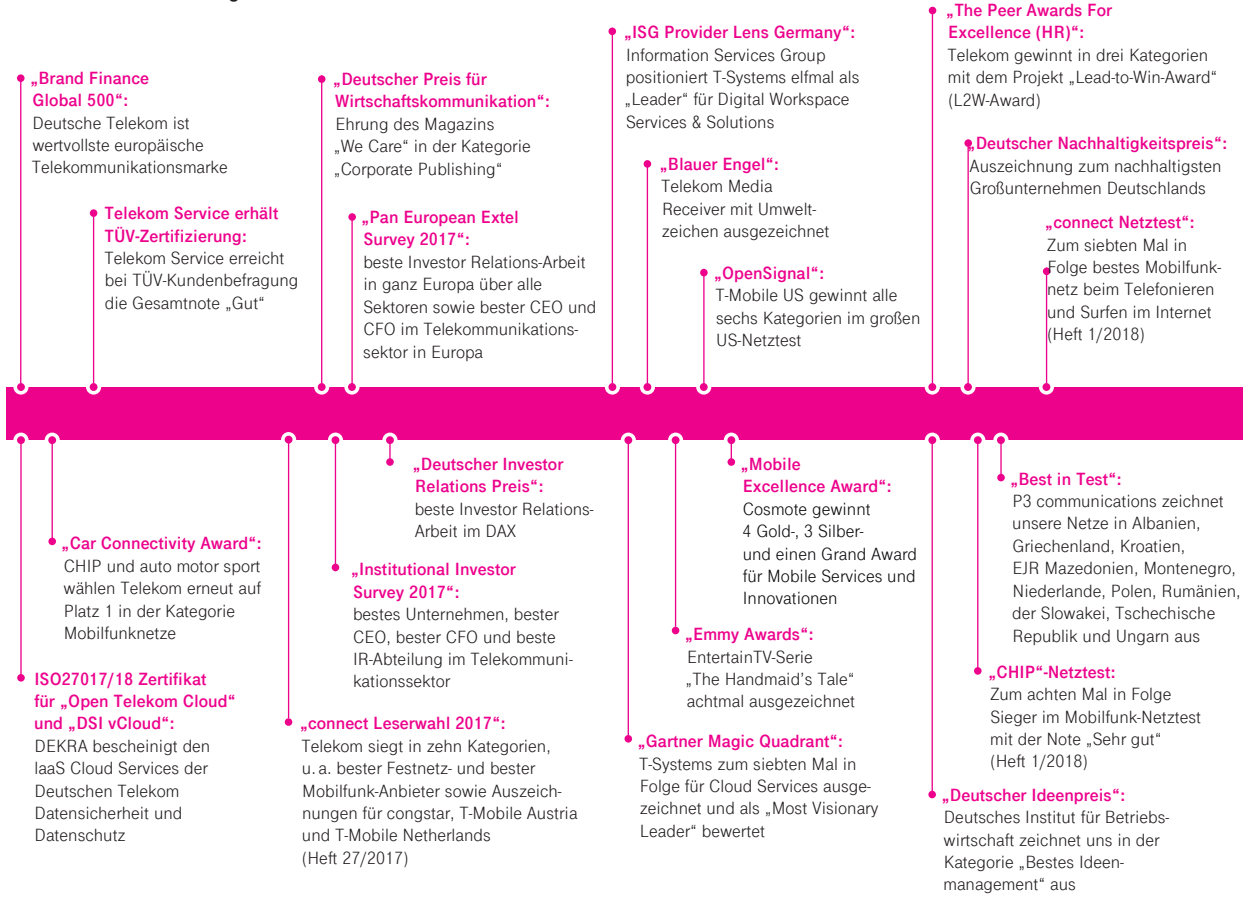 „Brand Finance
Global 500“:
Deutsche Telekom ist
wertvollste europäische
Telekommunikationsmarke
Telekom Service erhält
TÜV-Zertifizierung:
Telekom Service erreicht
bei TÜV-Kundenbefragung
die Gesamtnote „Gut“
„Deutscher Preis für
Wirtschaftskommunikation“:
Ehrung des Magazins
„We Care“ in der Kategorie
„Corporate Publishing“
„Pan European Extel
Survey 2017“:
beste Investor Relations-Arbeit
in ganz Europa über alle
Sektoren sowie bester CEO und
CFO im Telekommunikations-
sektor in Europa
„ISG Provider Lens Germany“:
Information Services Group
positioniert T-Systems elfmal als
„Leader“ für Digital Workspace
Services & Solutions
„Blauer Engel“:
Telekom Media
Receiver mit Umwelt-
zeichen ausgezeichnet
„OpenSignal“:
T-Mobile US gewinnt alle
sechs Kategorien im großen
US-Netztest
„The Peer Awards For
Excellence (HR)“:
Telekom gewinnt in drei Kategorien
mit dem Projekt „Lead-to-Win-Award“
(L2W-Award)
„Deutscher Nachhaltigkeitspreis“:
Auszeichnung zum nachhaltigsten
Großunternehmen Deutschlands
„connect Netztest“:
Zum siebten Mal in
Folge bestes Mobilfunk-
netz beim Telefonieren
und Surfen im Internet
(Heft 1/2018)
„Car Connectivity Award“:
CHIP und auto motor sport
wählen Telekom erneut auf
Platz 1 in der Kategorie
Mobilfunknetze
ISO27017/18 Zertifikat
für „Open Telekom Cloud“
und „DSI vCloud“:
DEKRA bescheinigt den
IaaS Cloud Services der
Deutschen Telekom
Datensicherheit und
Datenschutz
„Deutscher Investor
Relations Preis“:
beste Investor Relations-
Arbeit im DAX
„Institutional Investor
Survey 2017“:
bestes Unternehmen, bester
CEO, bester CFO und beste
IR-Abteilung im Telekommuni-
kationssektor
„connect Leserwahl 2017“:
Telekom siegt in zehn Kategorien,
u. a. bester Festnetz- und bester
Mobilfunk-Anbieter sowie Auszeich-
nungen für congstar, T-Mobile Austria
und T-Mobile Netherlands
(Heft 27/2017)
„Mobile
Excellence Award“:
Cosmote gewinnt
4 Gold-, 3 Silber-
und einen Grand Award
für Mobile Services und
Innovationen
„Emmy Awards“:
EntertainTV-Serie
„The Handmaid's Tale“
achtmal ausgezeichnet
„Gartner Magic Quadrant“:
T-Systems zum siebten Mal in
Folge für Cloud Services ausge-
zeichnet und als „Most Visionary
Leader“ bewertet
„Best in Test“:
P3 communications zeichnet
unsere Netze in Albanien,
Griechenland, Kroatien,
EJR Mazedonien, Montenegro,
Niederlande, Polen, Rumänien,
der Slowakei, Tschechische
Republik und Ungarn aus
„CHIP“-Netztest:
Zum achten Mal in Folge
Sieger im Mobilfunk-Netztest
mit der Note „Sehr gut“
(Heft 1/2018)
„Deutscher Ideenpreis“:
Deutsches Institut für Betriebs-
wirtschaft zeichnet uns in der
Kategorie „Bestes Ideen-
management“ aus